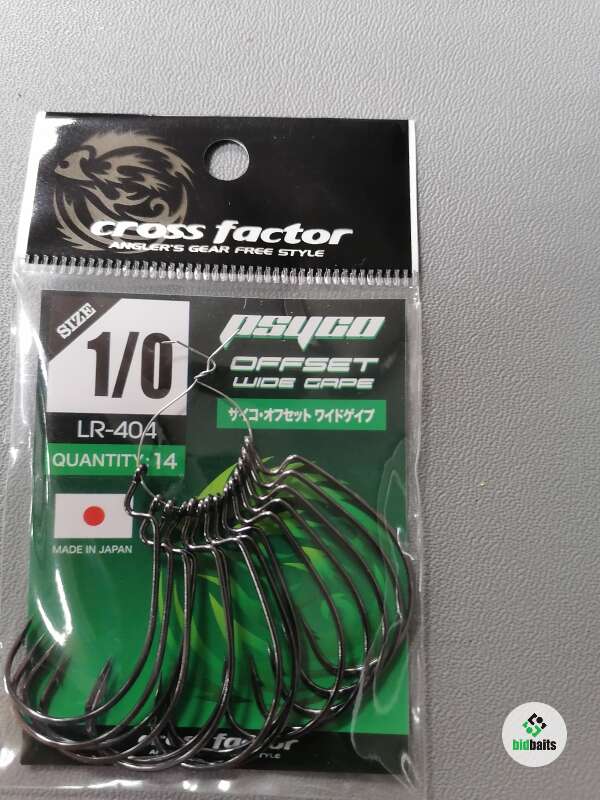 cross factor
ANGLER'S GEAR FREE STYLE
SIZE
1/0
LR-404
QUANTITY: 14
MADE IN JAPAN
PSYCO
OFFSET
WIDE GAPE
サイコ・オフセット ワイドゲイプ
cross factor
STYLE
bidbaits